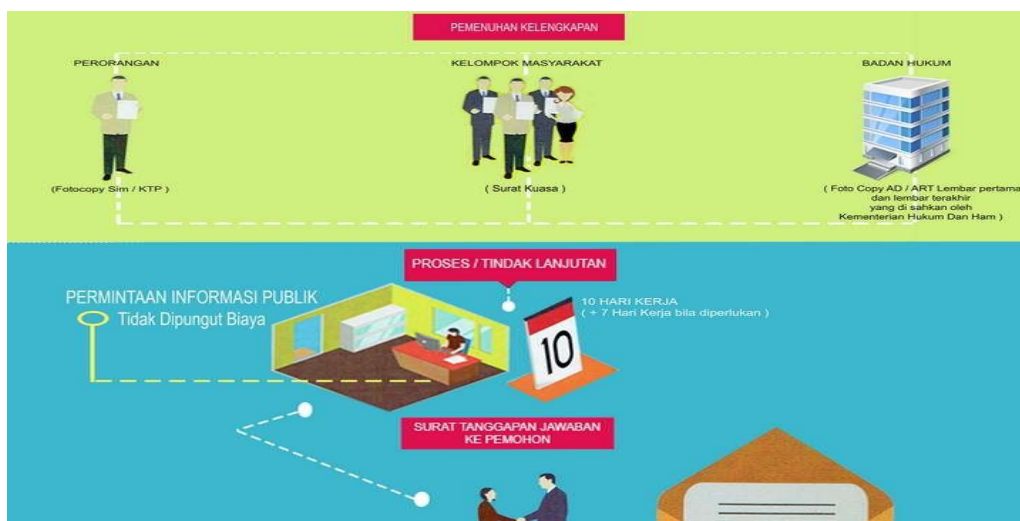 PEMENUHAN KELENGKAPAN
PERORANGAN
(Fotocopy Sim / KTP )
KELOMPOK MASYARAKAT
( Surat Kuasa )
BADAN HUKUM
( Foto Copy AD / ART Lembar pertama
dan lembar terakhir
yang di sahkan oleh
Kementerian Hukum Dan Ham )
PROSES / TINDAK LANJUTAN
PERMINTAAN INFORMASI PUBLIK
Tidak Dipungut Biaya
10 HARI KERJA
( + 7 Hari Kerja bila diperlukan )
10
SURAT TANGGAPAN JAWABAN
KE PEMOHON